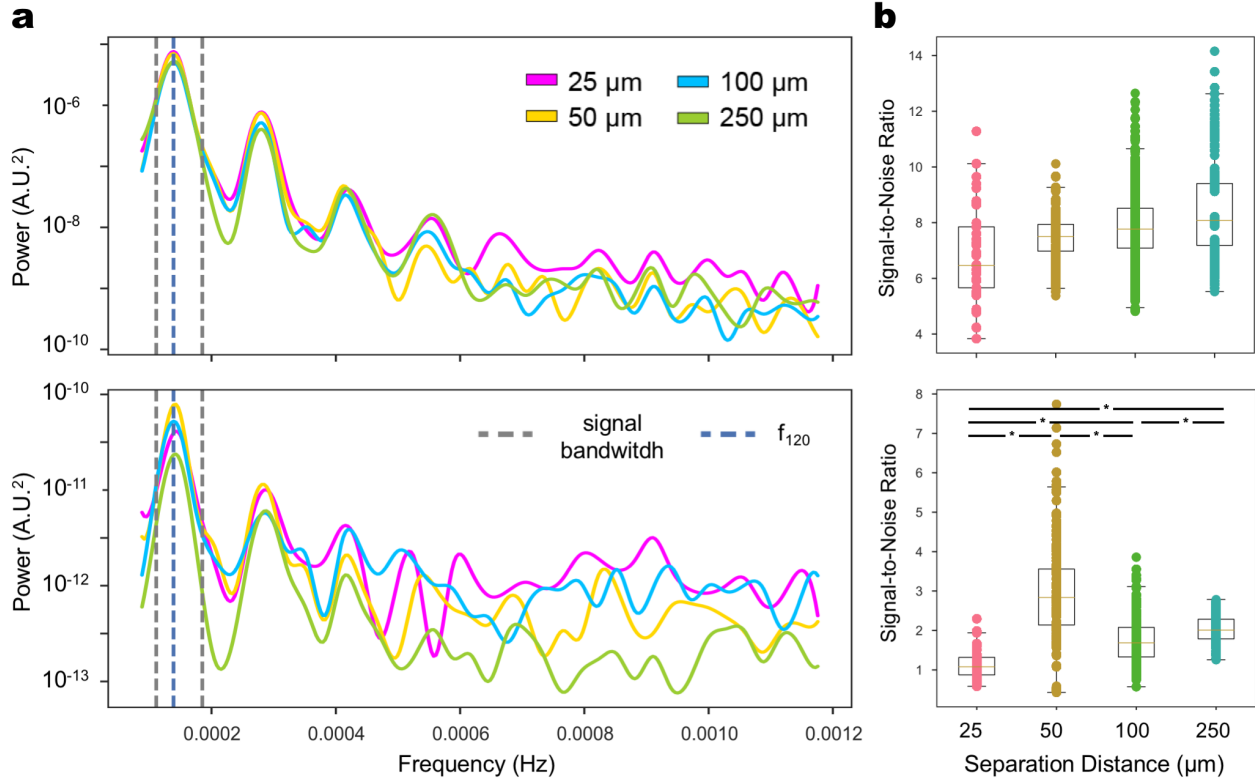 a
b
Power (A.U.²)
10⁻⁶
10⁻⁸
10⁻¹⁰
25 µm
100 µm
50 µm
250 µm
Signal-to-Noise Ratio
14
12
10
8
6
4
Power (A.U.²)
10⁻¹⁰
10⁻¹¹
10⁻¹²
10⁻¹³
signal
bandwitdh
f₁₂₀
0.0002
0.0004
0.0006
0.0008
0.0010
0.0012
Frequency (Hz)
Signal-to-Noise Ratio
8
7
6
5
4
3
2
1
*
*
*
*
*
25
50
100
250
Separation Distance (µm)